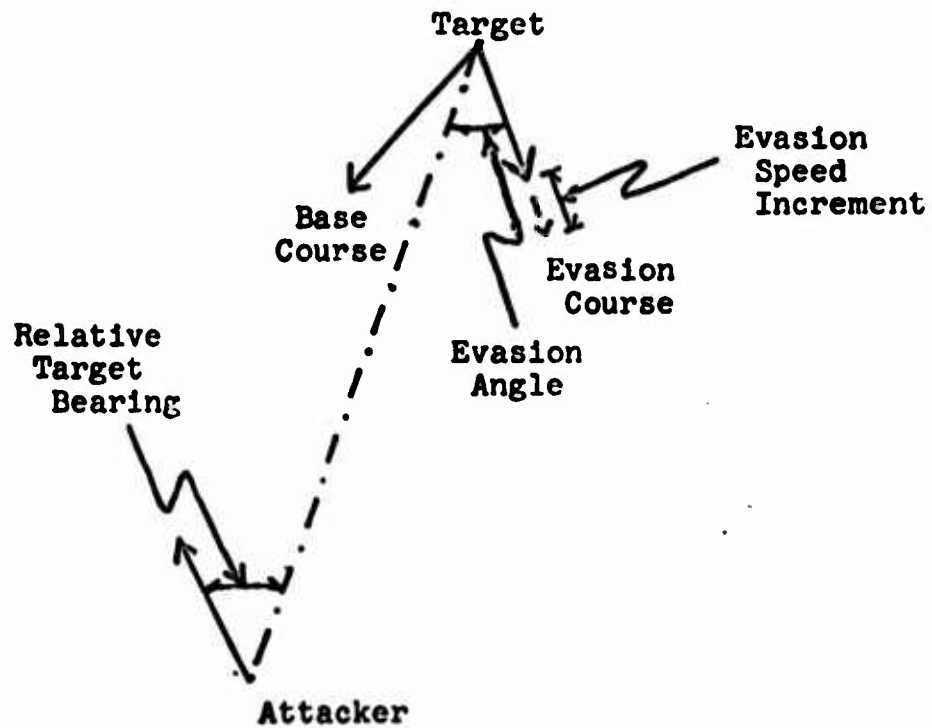 Target
Evasion
Speed
Increment
Base
Course
Evasion
Course
Relative
Target
Bearing
Evasion
Angle
Attacker